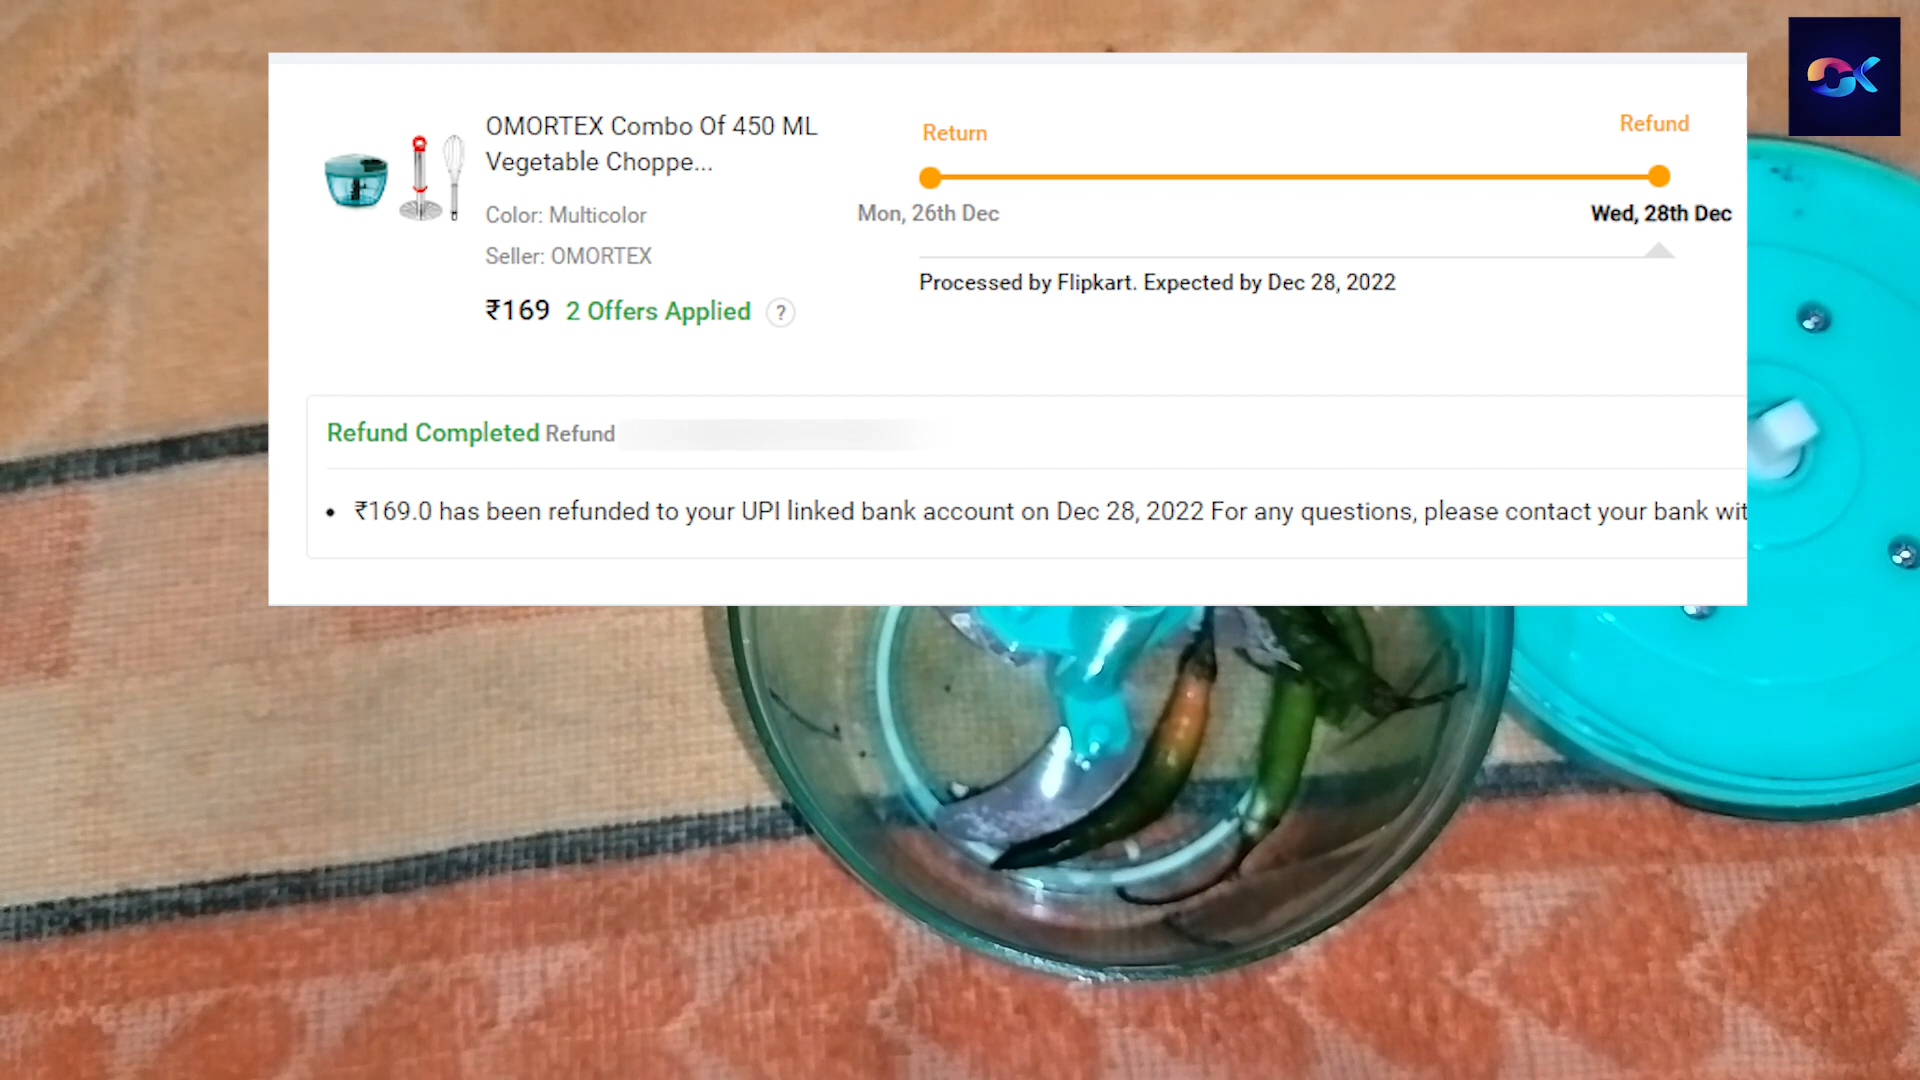 OMORTEX Combo Of 450 ML
Vegetable Choppe...
Color: Multicolor
Seller: OMORTEX
₹169 2 Offers Applied ?
Return
Refund
Mon, 26th Dec
Wed, 28th Dec
Processed by Flipkart. Expected by Dec 28, 2022
Refund Completed Refund
• ₹169.0 has been refunded to your UPI linked bank account on Dec 28, 2022 For any questions, please contact your bank wit